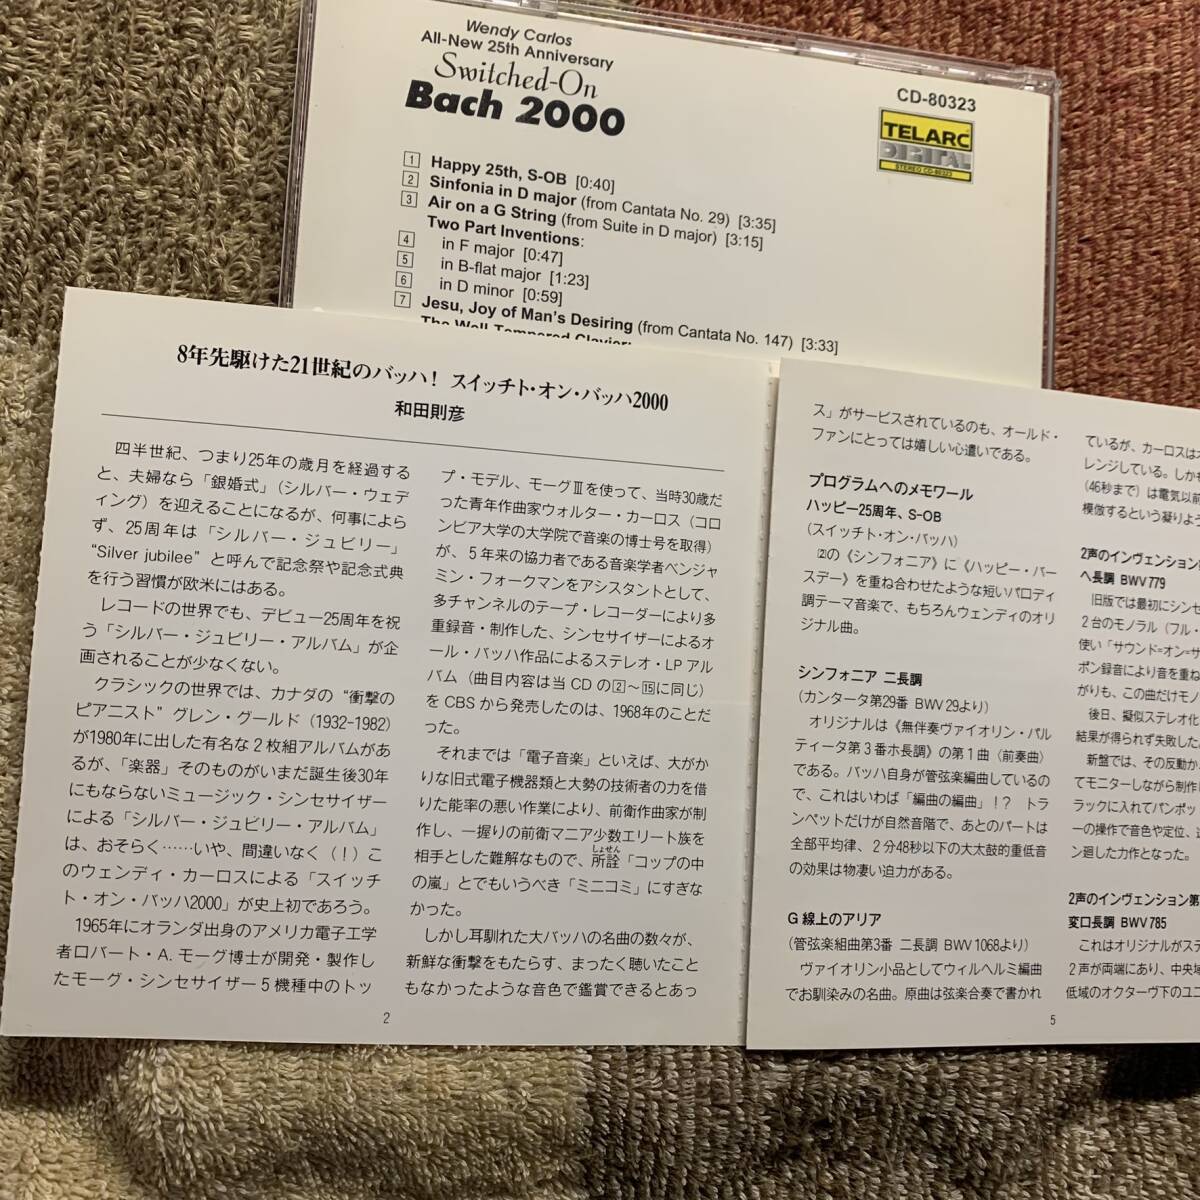 Wendy Carlos
All-New 25th Anniversary
Switched-On
Bach 2000
CD-80323
TELARC
DIGITAL
STEREO CD-80323
1 Happy 25th, S-OB [0:40]
2 Sinfonia in D major (from Cantata No. 29) [3:35]
3 Air on a G String (from Suite in D major) [3:15]
Two Part Inventions:
4 in F major [0:47]
5 in B-flat major [1:23]
6 in D minor [0:59]
7 Jesu, Joy of Man's Desiring (from Cantata No. 147) [3:33]
The Well-Tempered Clavier:
8年先駆けた21世紀のバッハ! スイッチト・オン・バッハ2000
和田則彦
四半世紀、つまり25年の歳月を経過する
と、夫婦なら「銀婚式」(シルバー・ウェデ
ィング)を迎えることになるが、何事によら
ず、25周年は「シルバー・ジュビリー」
“Silver jubilee”と呼んで記念祭や記念式典
を行う習慣が欧米にはある。
レコードの世界でも、デビュー25周年を祝
う「シルバー・ジュビリー・アルバム」が企
画されることが少なくない。
クラシックの世界では、カナダの“衝撃の
ピアニスト”グレン・グールド(1932-1982)
が1980年に出した有名な2枚組アルバムがあ
るが、「楽器」そのものがいまだ誕生後30年
にもならないミュージック・シンセサイザー
による「シルバー・ジュビリー・アルバム」
は、おそらく……いや、間違いなく(!)こ
のウェンディ・カーロスによる「スイッチ
ト・オン・バッハ2000」が史上初であろう。
1965年にオランダ出身のアメリカ電子工学
者ロバート・A.モーグ博士が開発・製作し
たモーグ・シンセサイザー5機種中のトッ
プ・モデル、モーグⅢを使って、当時30歳だ
った青年作曲家ウォルター・カーロス(コロ
ンビア大学の大学院で音楽の博士号を取得)
が、5年来の協力者である音楽学者ベンジャ
ミン・フォークマンをアシスタントとして、
多チャンネルのテープ・レコーダーにより多
重録音・制作した、シンセサイザーによるオ
ール・バッハ作品によるステレオ・LPアル
バム(曲目内容は当CDの2〜15に同じ)
をCBSから発売したのは、1968年のことだ
った。
それまでは「電子音楽」といえば、大がか
りな旧式電子機器類と大勢の技術者の力を借
りた能率の悪い作業により、前衛作曲家が制
作し、一握りの前衛マニア少数エリート族を
相手とした難解なもので、所詮「コップの中
しょせん
の嵐」とでもいうべき「ミニコミ」にすぎな
かった。
しかし耳馴れた大バッハの名曲の数々が、
新鮮な衝撃をもたらす、まったく聴いたこと
もなかったような音色で鑑賞できるとあっ
2
ス」がサービスされているのも、オールド・
ファンにとっては嬉しい心遣いである。
プログラムへのメモワール
ハッピー25周年、S-OB
(スイッチト・オン・バッハ)
2の《シンフォニア》に《ハッピー・バー
スデー》を重ね合わせたような短いパロディ
調テーマ音楽で、もちろんウェンディのオリ
ジナル曲。
シンフォニア 二長調
(カンタータ第29番 BWV29より)
オリジナルは《無伴奏ヴァイオリン・パル
ティータ第3番ホ長調》の第1曲(前奏曲)
である。バッハ自身が管弦楽編曲しているの
で、これはいわば「編曲の編曲」!? トラ
ンペットだけが自然音階で、あとのパートは
全部平均律、2分48秒以下の大太鼓的重低音
の効果は物凄い迫力がある。
G線上のアリア
(管弦楽組曲第3番 二長調 BWV1068より)
ヴァイオリン小品としてウィルヘルミ編曲
でお馴染みの名曲。原曲は弦楽合奏で書かれ
5
ているが、カーロスは
レンジしている。しかも
(46秒まで)は電気以前
模倣するという凝りよう
2声のインヴェンション
ヘ長調 BWV779
旧版では最初にシンセ
2台のモノラル(フル・
使い「サウンド=オン=サ
ポン録音により音を重ね
がりも、この曲だけモノ
後日、擬似ステレオ化
結果が得られず失敗した
新盤では、その反動か
てモニターしながら制作
ラックに入れてパンポッ
ーの操作で音色や定位、
ン廻した力作となった。
2声のインヴェンション第
変ロ長調 BWV785
これはオリジナルがステ
2声が両端にあり、中央域
低域のオクターヴ下のユニ